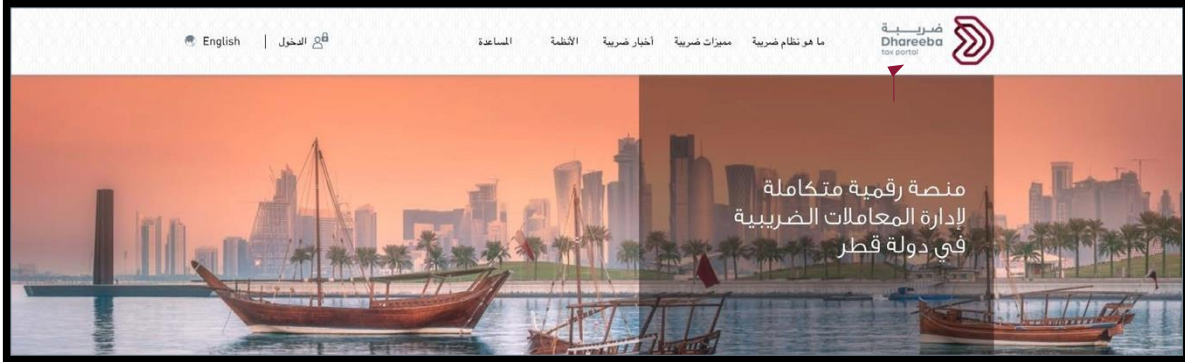 ضريبة
Dhareeba
tax portal
ما هو نظام ضريبة
مميزات ضريبة
أخبار ضريبة
الأنظمة
المساعدة
الدخول
English
منصة رقمية متكاملة
لإدارة المعاملات الضريبية
في دولة قطر